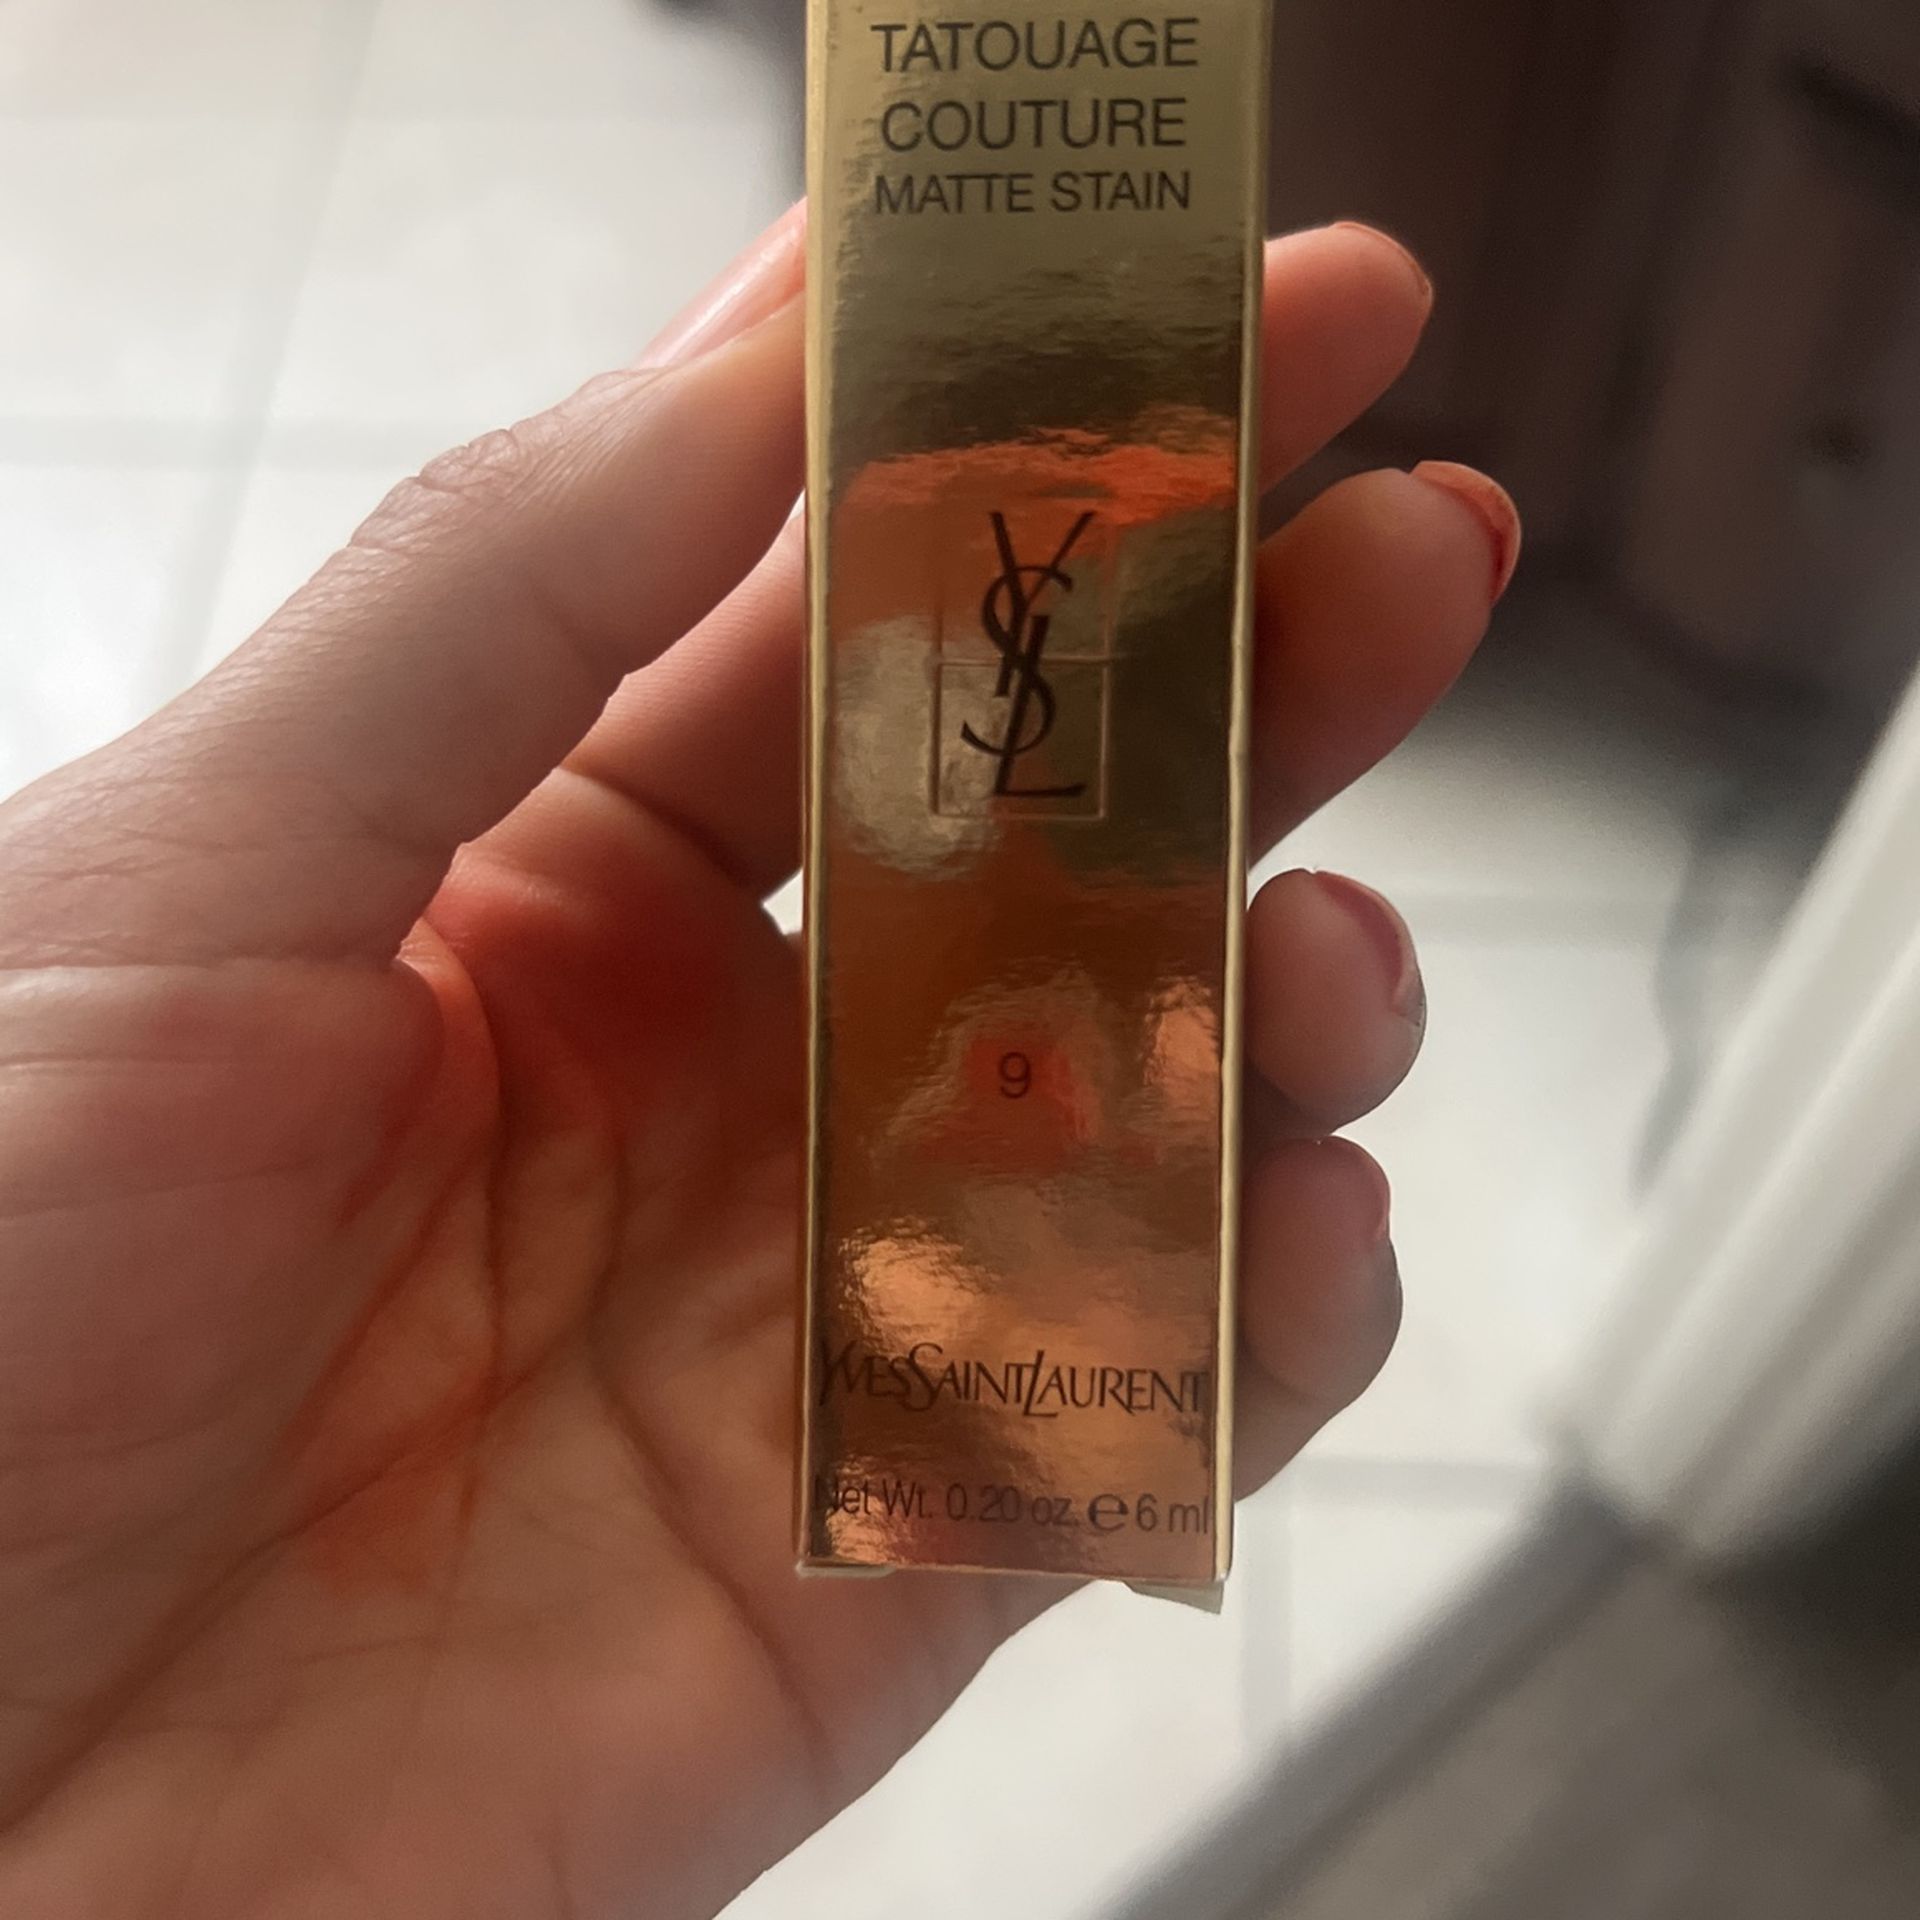 TATOUAGE
COUTURE
MATTE STAIN
YSL
9
YVESSAINTLAURENT
Net Wt. 0.20 oz. e 6 ml